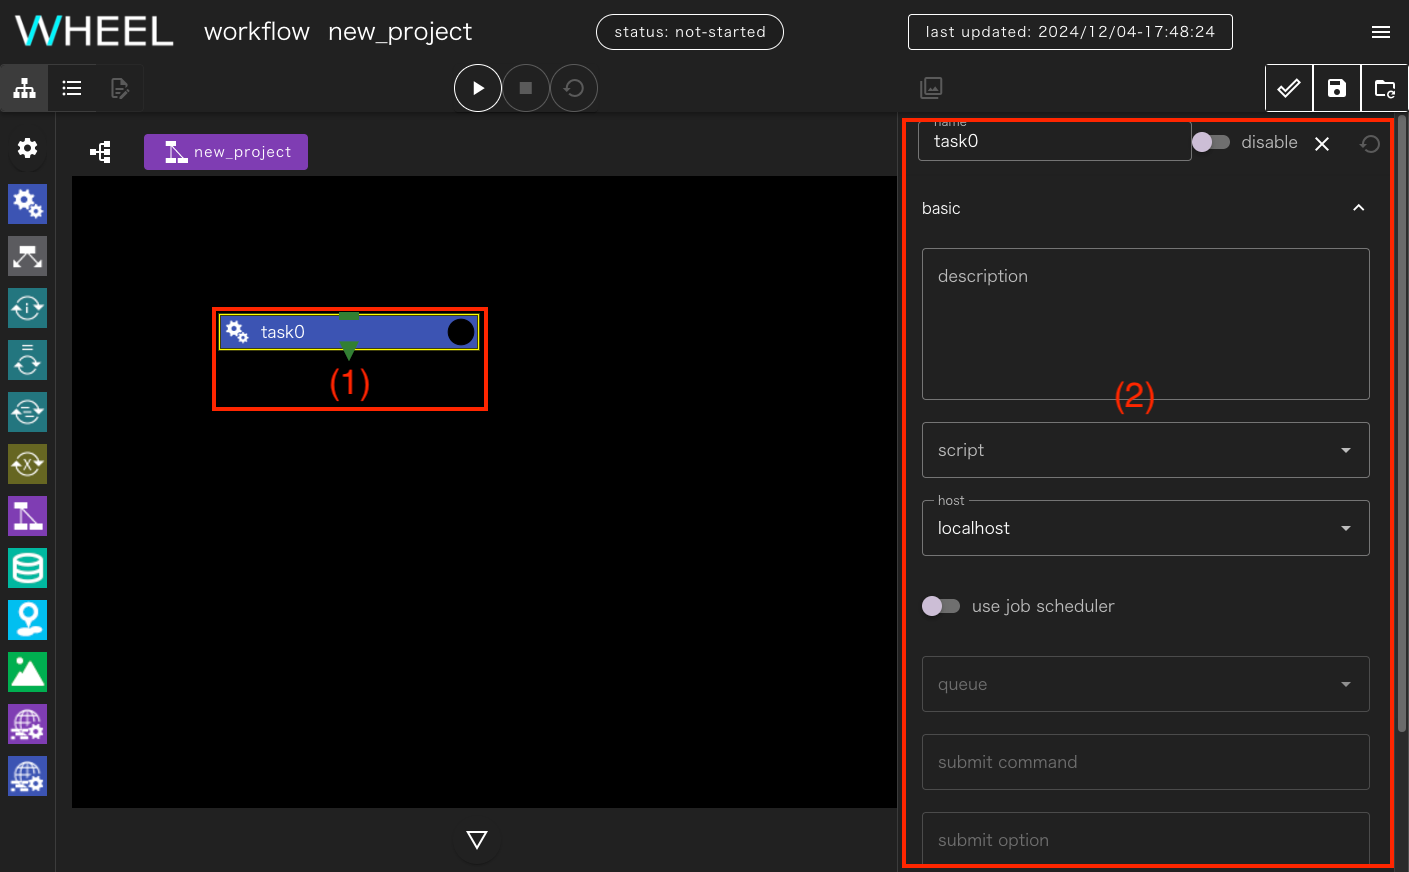 WHEEL workflow new_project status: not-started last updated: 2024/12/04-17:48:24
new_project
name
task0 disable
basic
description
task0
(1)
(2)
script
host
localhost
use job scheduler
queue
submit command
submit option